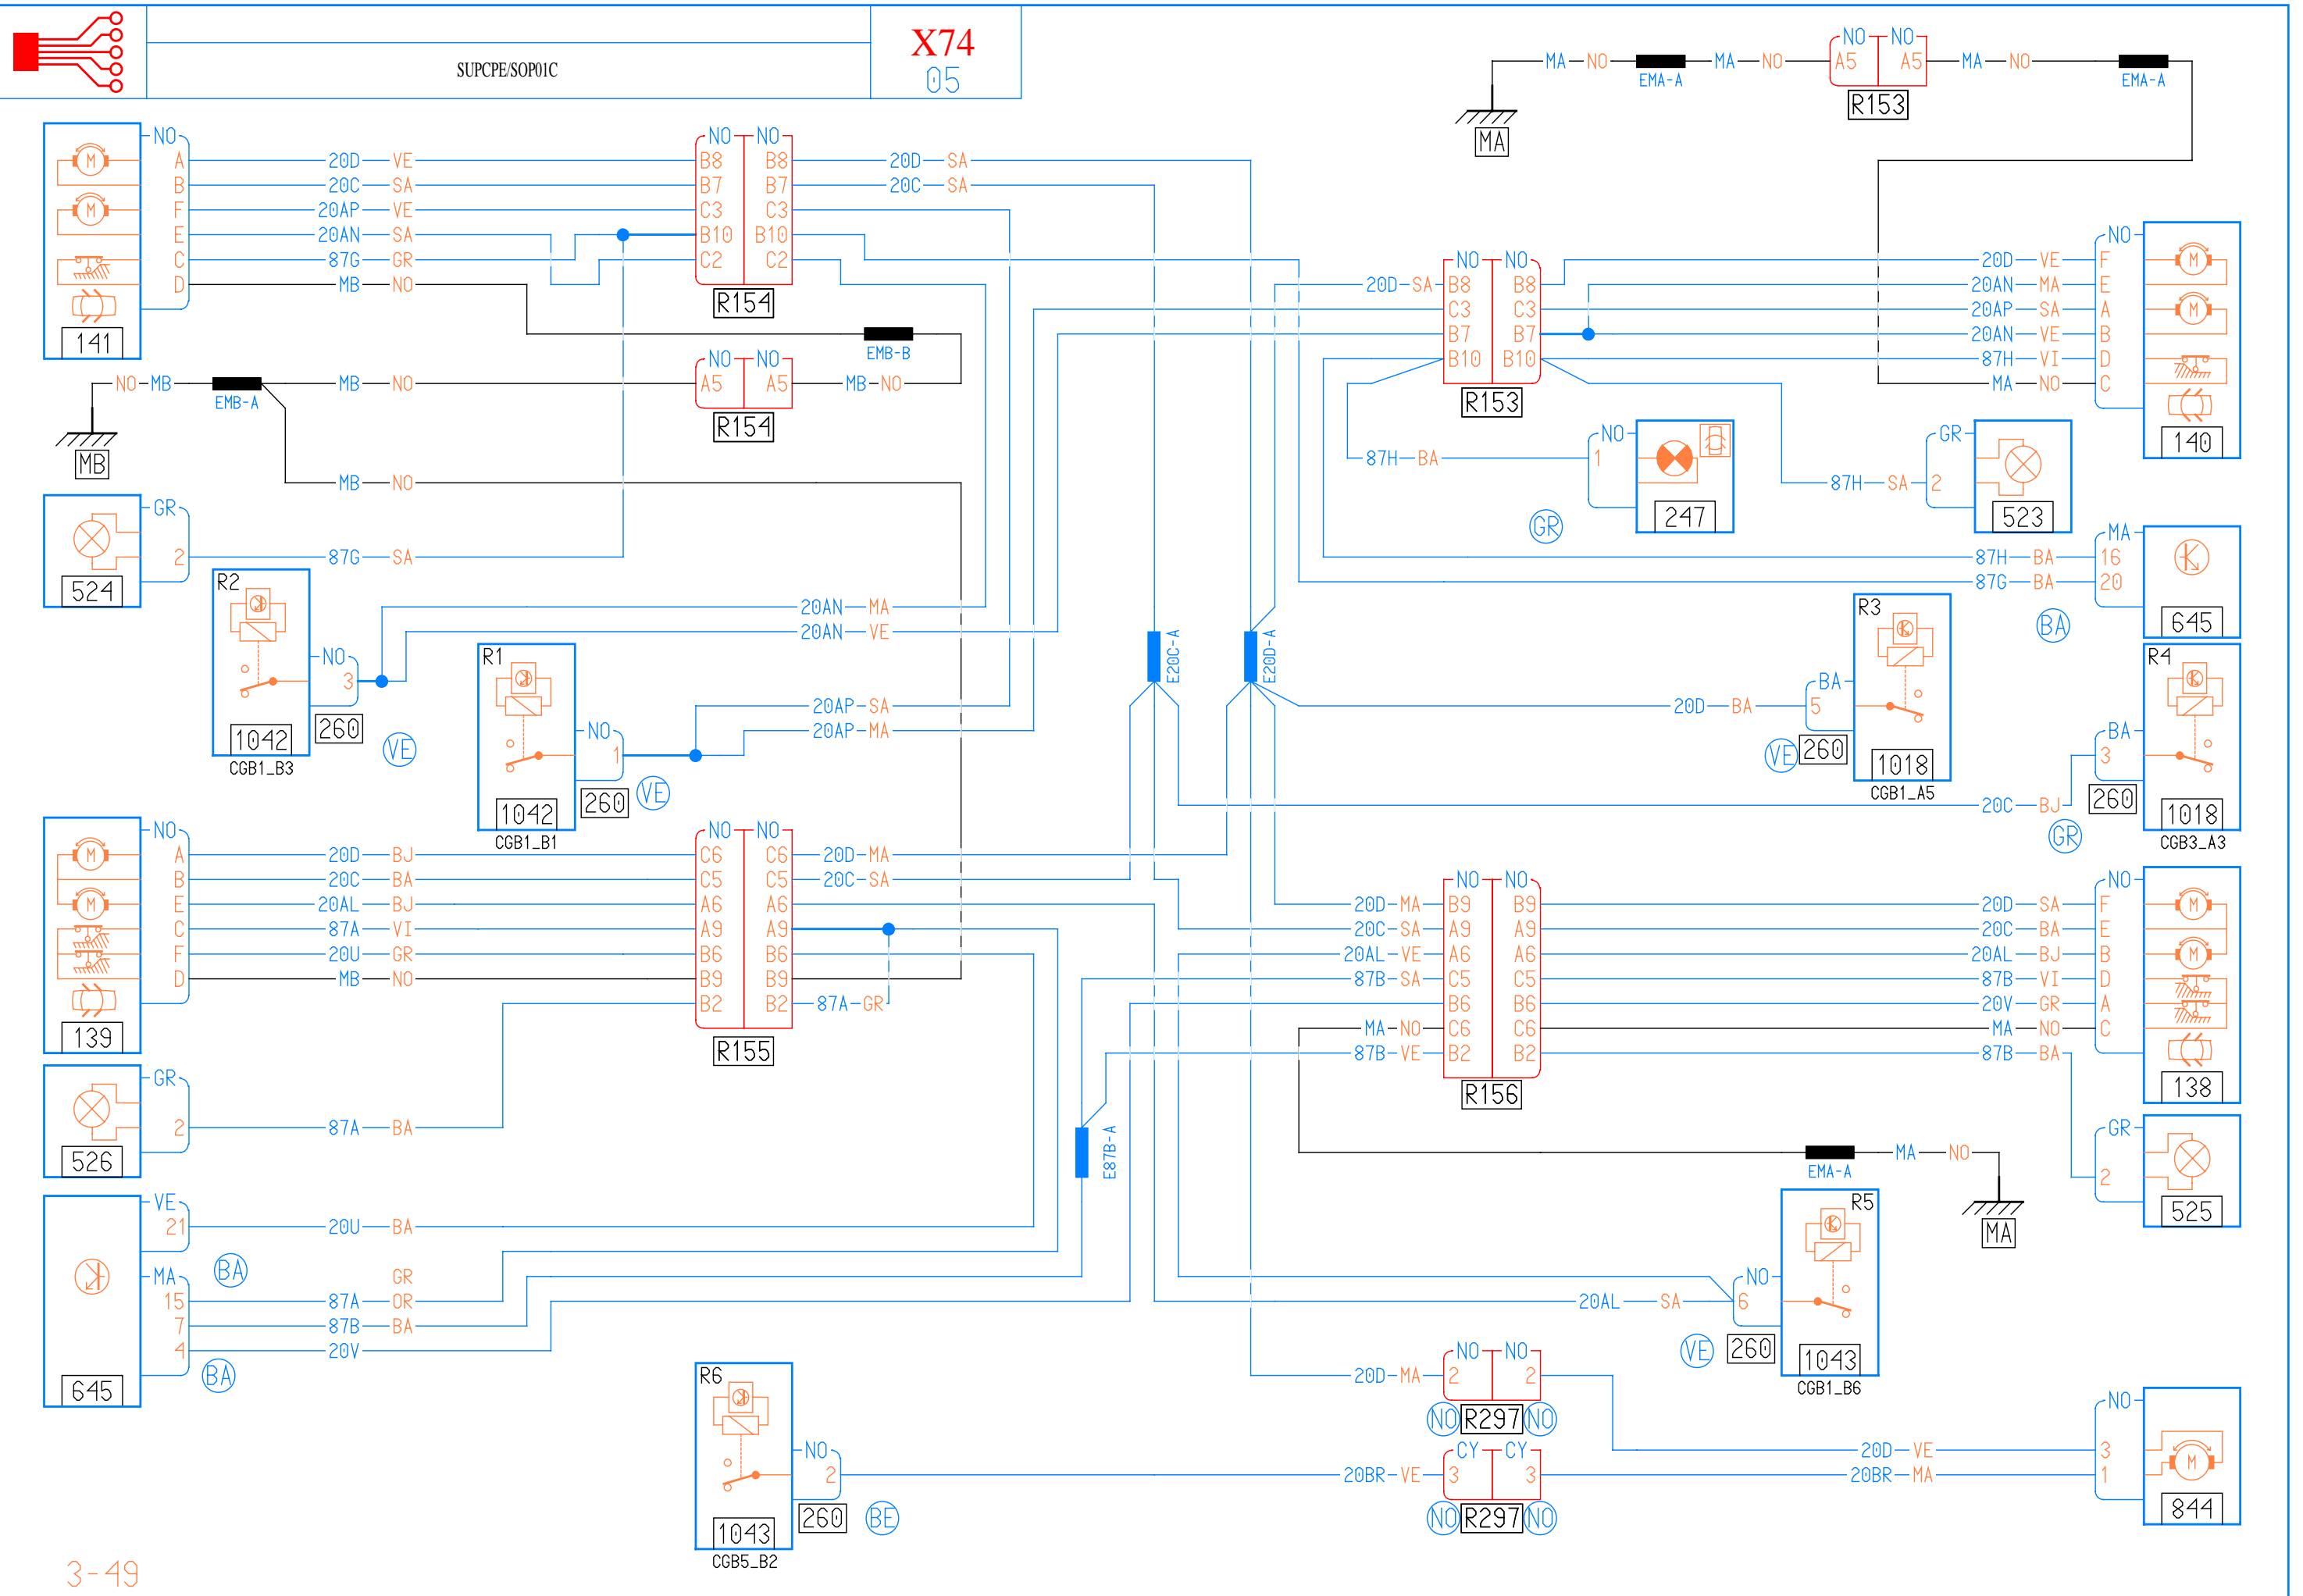 SUPCPE/SOP01C
X74
05
MA NO EMA-A MA NO
NO NO
A5 A5
MA NO EMA-A
R153
MA
NO
A 20D VE
B 20C SA
F 20AP VE
E 20AN SA
C 87G GR
D MB NO
141
NO NO
B8 B8 20D SA
B7 B7 20C SA
C3 C3
B10 B10
C2 C2
R154
EMB-B
NO MB EMB-A MB NO
NO NO
A5 A5 MB NO
R154
MB
MB NO
NO NO
20D SA B8 B8
C3 C3
B7 B7
B10 B10
R153
NO
20D VE F
20AN MA E
20AP SA A
20AN VE B
87H VI D
MA NO C
140
87H BA
NO
1
247
GR
87H SA
GR
2
523
GR
2 87G SA
524
MA
87H BA 16
87G BA 20
645
BA
R2
NO
3
260
VE
1042
CGB1_B3
20AN MA
20AN VE
R1
NO
1
260
VE
1042
CGB1_B1
20AP SA
20AP MA
E20C-A
E20D-A
R3
20D BA
BA
5
VE 260
1018
CGB1_A5
R4
BA
3
20C BJ
260
GR
1018
CGB3_A3
NO
A 20D BJ
B 20C BA
E 20AL BJ
C 87A VI
F 20U GR
D MB NO
139
NO NO
C6 C6 20D MA
C5 C5 20C SA
A6 A6
A9 A9
B6 B6
B9 B9
B2 B2 87A GR
R155
NO NO
20D MA B9 B9
20C SA A9 A9
20AL VE A6 A6
87B SA C5 C5
B6 B6
MA NO C6 C6
87B VE B2 B2
R156
NO
20D SA F
20C BA E
20AL BJ B
87B VI D
20V GR A
MA NO C
87B BA
138
GR
2 87A BA
526
E87B-A
EMA-A MA NO
MA
GR
2
525
VE
21 20U BA
BA
MA GR
15 87A OR
7 87B BA
4 20V
BA
645
R5
NO
20AL SA 6
VE 260
1043
CGB1_B6
R6
NO
2
260
BE
1043
CGB5_B2
NO NO
20D MA 2 2
NO R297 NO
CY CY
20BR VE 3 3
NO R297 NO
NO
20D VE 3
20BR MA 1
844
3-49